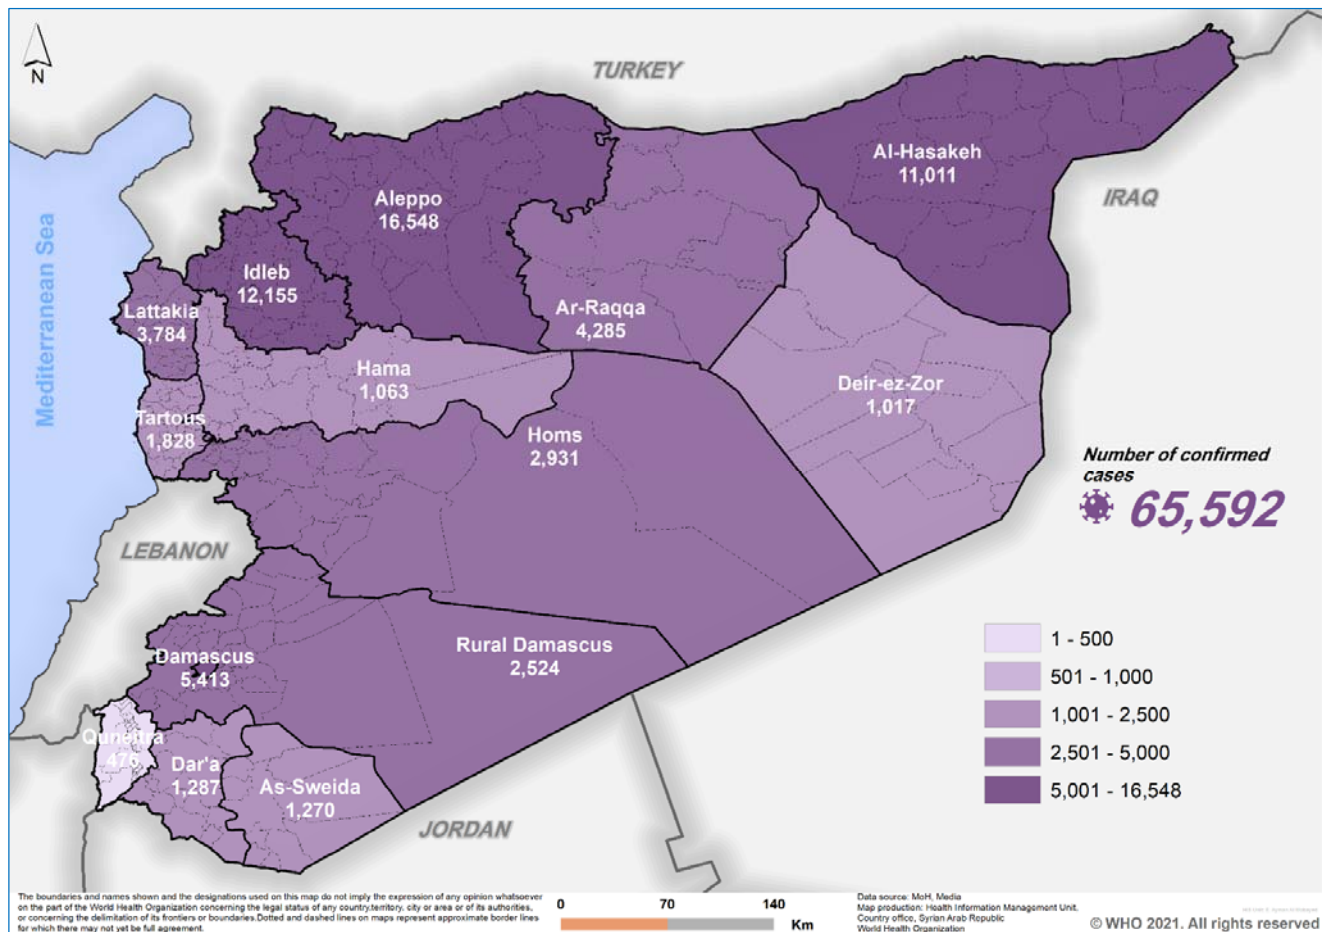 N
TURKEY
Al-Hasakeh
11,011
IRAQ
Aleppo
16,548
Mediterranean Sea
Idleb
12,155
Lattakia
3,784
Ar-Raqqa
4,285
Hama
1,063
Deir-ez-Zor
1,017
Tartous
1,828
Homs
2,931
Number of confirmed
cases
65,592
LEBANON
Rural Damascus
2,524
Damascus
5,413
Quneitra
476
Dar'a
1,287
As-Sweida
1,270
JORDAN
1 - 500
501 - 1,000
1,001 - 2,500
2,501 - 5,000
5,001 - 16,548
The boundaries and names shown and the designations used on this map do not imply the expression of any opinion whatsoever
on the part of the World Health Organization concerning the legal status of any country,territory, city or area or of its authorities,
or concerning the delimitation of its frontiers or boundaries.Dotted and dashed lines on maps represent approximate border lines
for which there may not yet be full agreement.
0 70 140
Km
Data source: MoH, Media
Map production: Health Information Management Unit.
Country office, Syrian Arab Republic
World Health Organization
© WHO 2021. All rights reserved